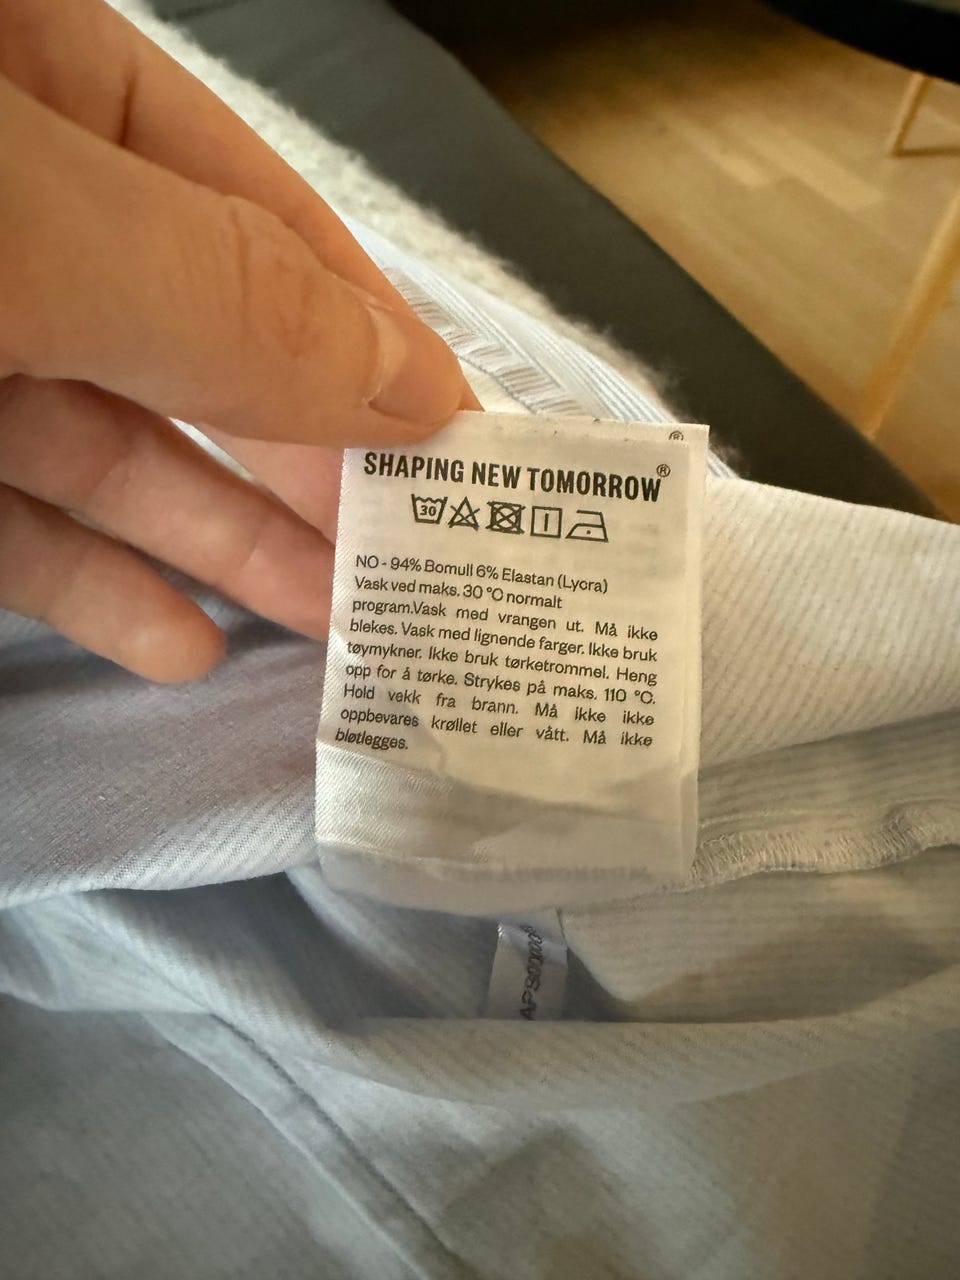 ®
SHAPING NEW TOMORROW®
30
NO - 94% Bomull 6% Elastan (Lycra)
Vask ved maks. 30 °C normalt
program.Vask med vrangen ut. Må ikke
blekes. Vask med lignende farger. Ikke bruk
tøymykner. Ikke bruk tørketrommel. Heng
opp for å tørke. Strykes på maks. 110 °C.
Hold vekk fra brann. Må ikke ikke
oppbevares krøllet eller vått. Må ikke
bløtlegges.